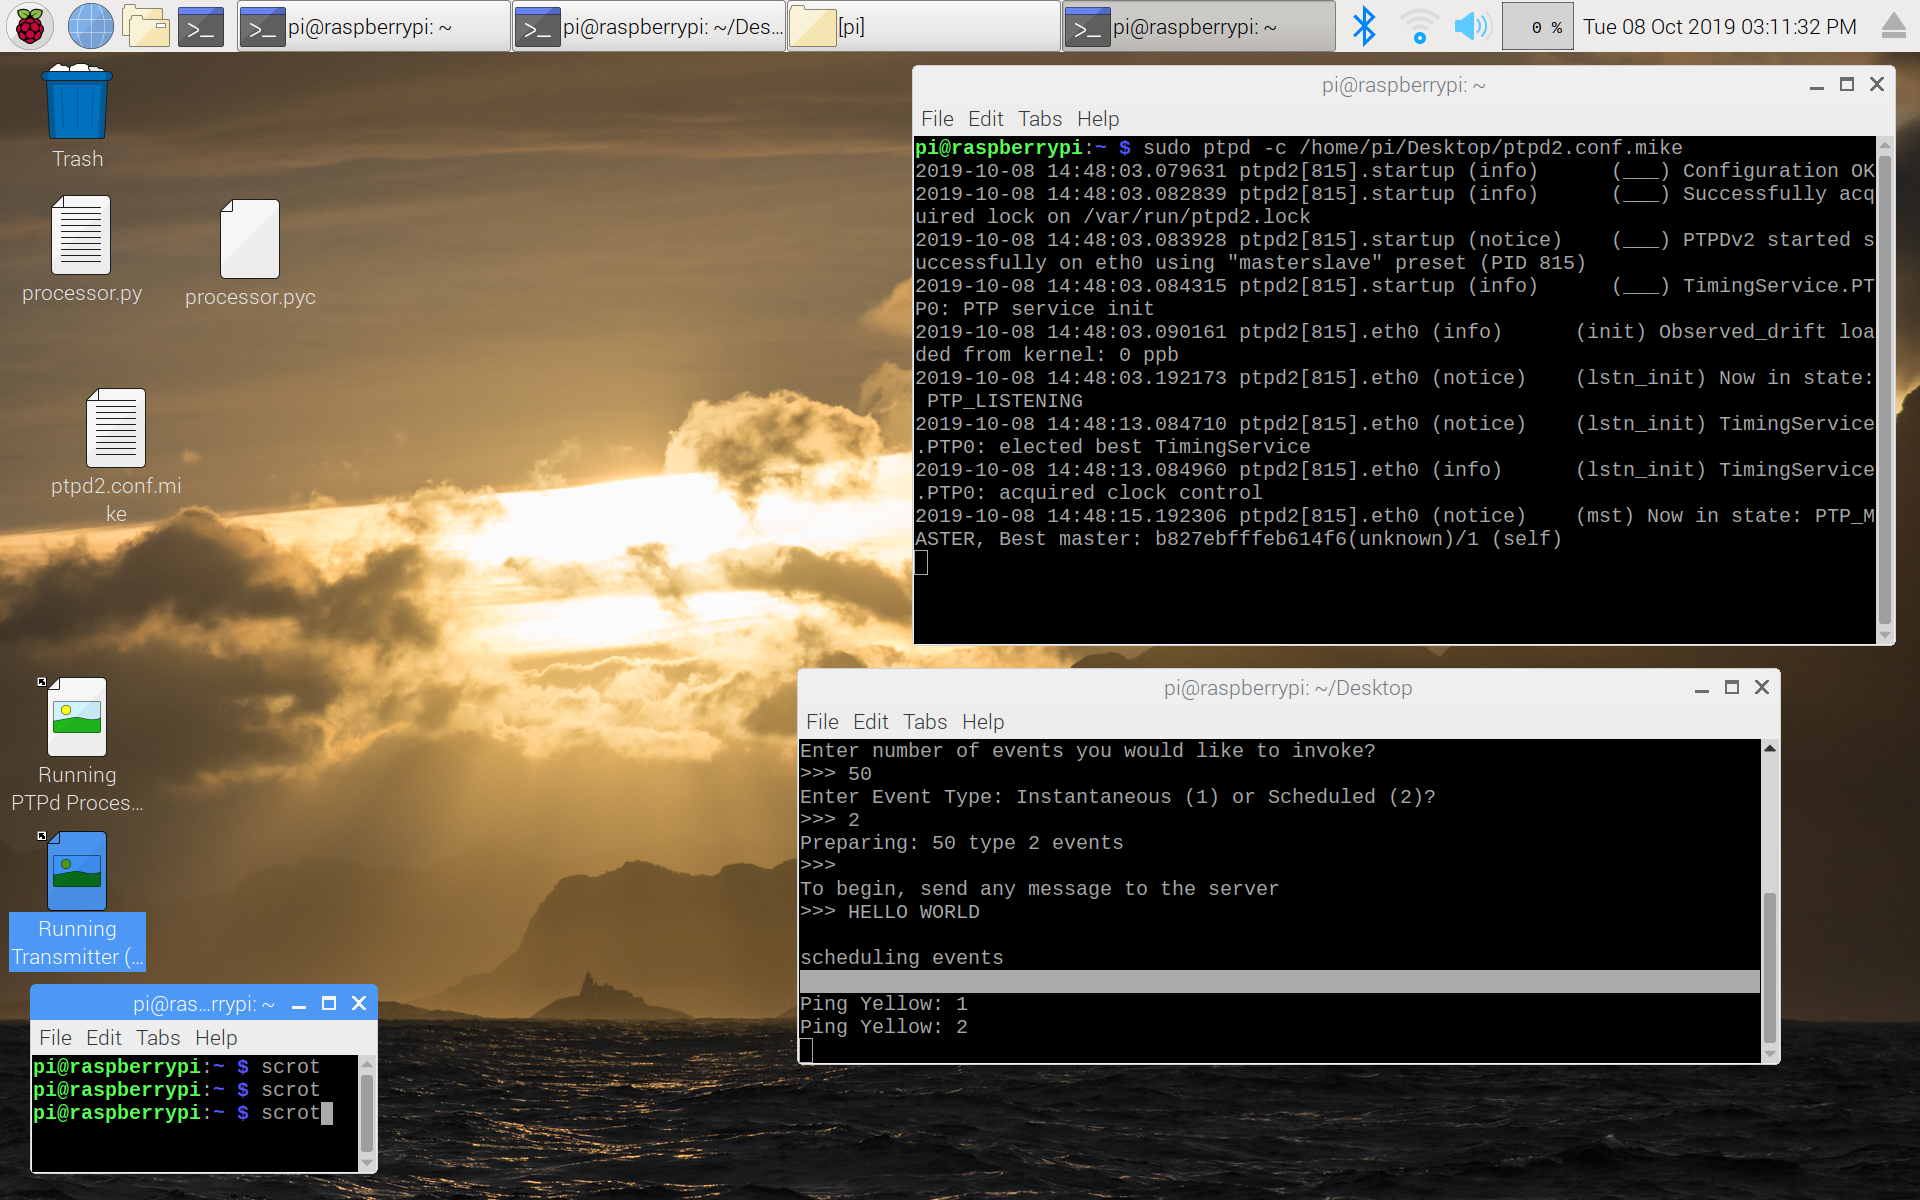 pi@raspberrypi: ~
pi@raspberrypi: ~/Des...
[pi]
pi@raspberrypi: ~
0 %
Tue 08 Oct 2019 03:11:32 PM
Trash
processor.py
processor.pyc
ptpd2.conf.mi
ke
Running
PTPd Proces...
Running
Transmitter (...
pi@raspberrypi: ~
File Edit Tabs Help
pi@raspberrypi:~ $ sudo ptpd -c /home/pi/Desktop/ptpd2.conf.mike
2019-10-08 14:48:03.079631 ptpd2[815].startup (info)      (___) Configuration OK
2019-10-08 14:48:03.082839 ptpd2[815].startup (info)      (___) Successfully acq
uired lock on /var/run/ptpd2.lock
2019-10-08 14:48:03.083928 ptpd2[815].startup (notice)    (___) PTPDv2 started s
uccessfully on eth0 using "masterslave" preset (PID 815)
2019-10-08 14:48:03.084315 ptpd2[815].startup (info)      (___) TimingService.PT
P0: PTP service init
2019-10-08 14:48:03.090161 ptpd2[815].eth0 (info)      (init) Observed_drift loa
ded from kernel: 0 ppb
2019-10-08 14:48:03.192173 ptpd2[815].eth0 (notice)    (lstn_init) Now in state:
 PTP_LISTENING
2019-10-08 14:48:13.084710 ptpd2[815].eth0 (notice)    (lstn_init) TimingService
.PTP0: elected best TimingService
2019-10-08 14:48:13.084960 ptpd2[815].eth0 (info)      (lstn_init) TimingService
.PTP0: acquired clock control
2019-10-08 14:48:15.192306 ptpd2[815].eth0 (notice)    (mst) Now in state: PTP_M
ASTER, Best master: b827ebfffeb614f6(unknown)/1 (self)
pi@raspberrypi: ~/Desktop
File Edit Tabs Help
Enter number of events you would like to invoke?
>>> 50
Enter Event Type: Instantaneous (1) or Scheduled (2)?
>>> 2
Preparing: 50 type 2 events
>>>
To begin, send any message to the server
>>> HELLO WORLD
scheduling events
Ping Yellow: 1
Ping Yellow: 2
pi@ras...rrypi: ~
File Edit Tabs Help
pi@raspberrypi:~ $ scrot
pi@raspberrypi:~ $ scrot
pi@raspberrypi:~ $ scrot